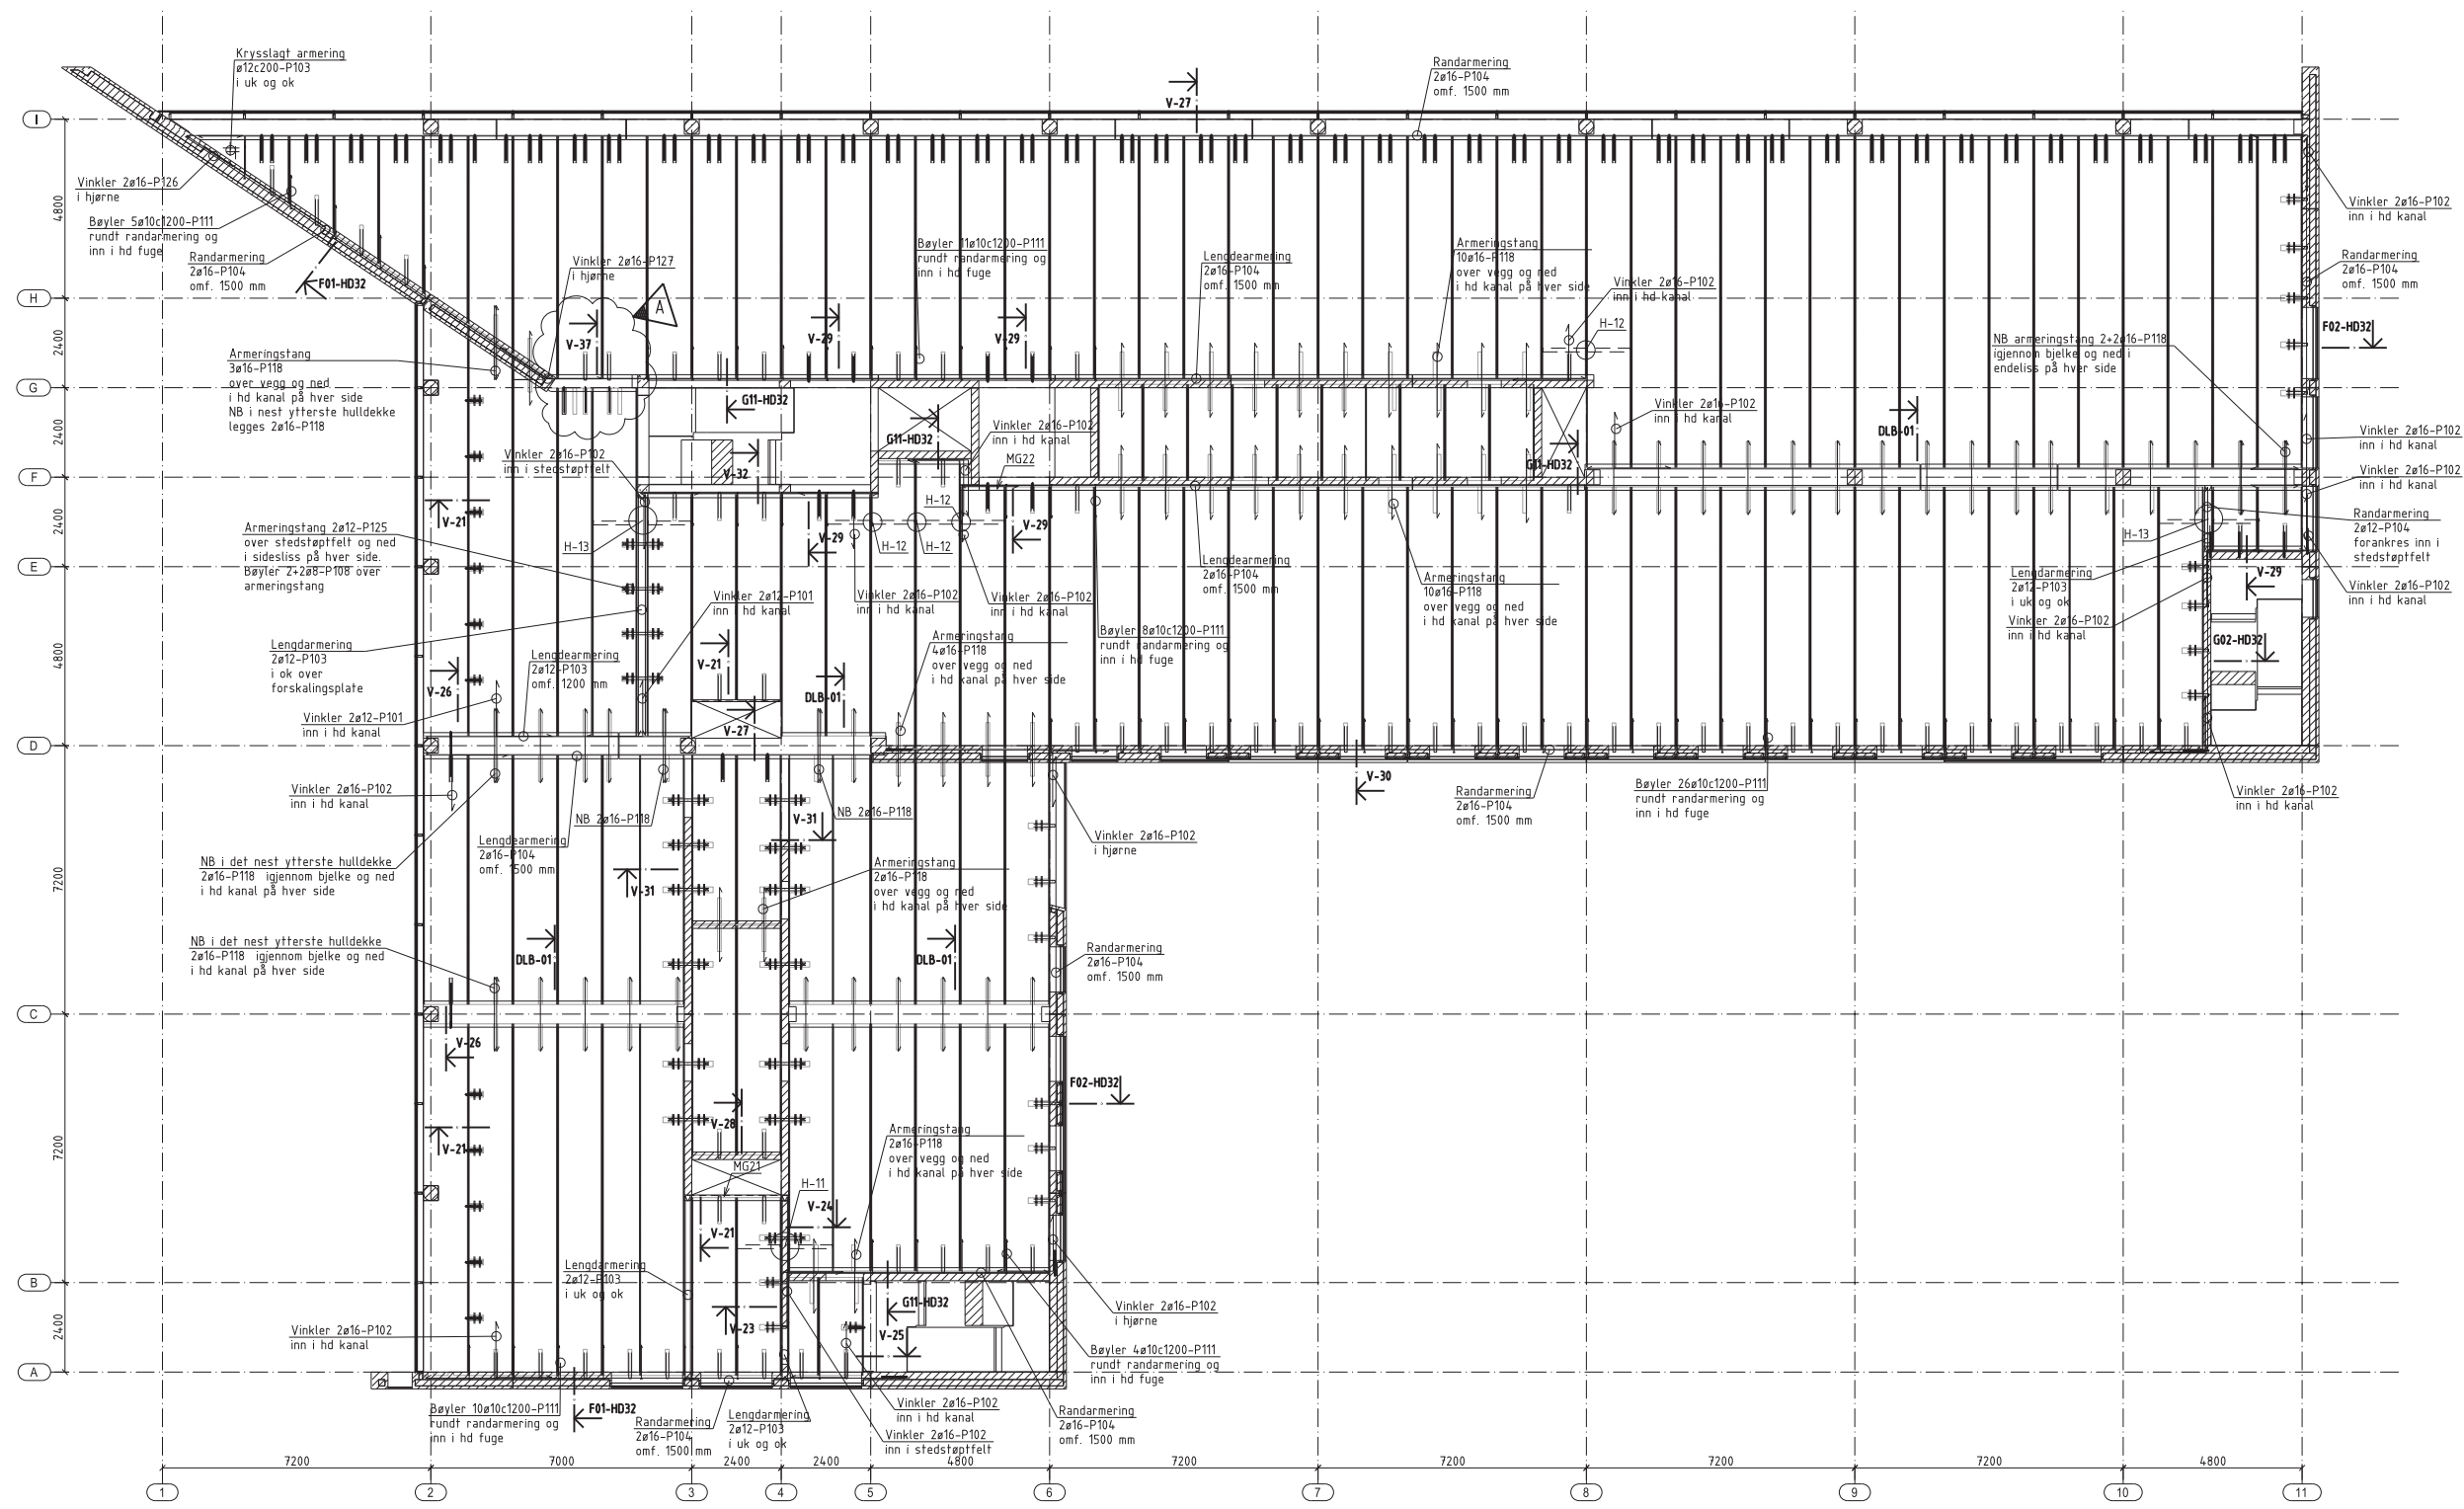 Krysslagt armering
ø12c200-P103
i uk og ok
Randarmering
2ø16-P104
omf. 1500 mm
V-27
I
Vinkler 2ø16-P126
i hjørne
Bøyler 5ø10c1200-P111
rundt randarmering og
inn i hd fuge
Randarmering
2ø16-P104
omf. 1500 mm
F01-HD32
4800
Vinkler 2ø16-P127
i hjørne
Bøyler 11ø10c1200-P111
rundt randarmering og
inn i hd fuge
Lengdearmering
2ø16-P104
omf. 1500 mm
Armeringstang
10ø16-P118
over vegg og ned
i hd kanal på hver side
Vinkler 2ø16-P102
inn i hd kanal
H-12
Vinkler 2ø16-P102
inn i hd kanal
Randarmering
2ø16-P104
omf. 1500 mm
F02-HD32
H
A
V-37
V-29
V-29
2400
Armeringstang
3ø16-P118
over vegg og ned
i hd kanal på hver side
NB i nest ytterste hulldekke
legges 2ø16-P118
NB armeringstang 2+2ø16-P118
igjennom bjelke og ned i
endeliss på hver side
G
G11-HD32
G11-HD32
Vinkler 2ø16-P102
inn i hd kanal
MG22
Vinkler 2ø16-P102
inn i hd kanal
G11-HD32
DLB-01
Vinkler 2ø16-P102
inn i hd kanal
Vinkler 2ø16-P102
inn i hd kanal
2400
Vinkler 2ø16-P102
inn i stedstøptfelt
V-32
F
V-21
H-12
V-29
V-29
H-12
H-12
H-13
2400
Armeringstang 2ø12-P125
over stedstøptfelt og ned
i sidesliss på hver side.
Bøyler 2+2ø8-P108 over
armeringstang
Randarmering
2ø12-P104
forankres inn i
stedstøptfelt
H-13
E
Lengdearmering
2ø16-P104
omf. 1500 mm
Armeringstang
10ø16-P118
over vegg og ned
i hd kanal på hver side
Lengdarmering
2ø12-P103
i uk og ok
V-29
Vinkler 2ø16-P102
inn i hd kanal
Vinkler 2ø16-P102
inn i hd kanal
G02-HD32
Vinkler 2ø12-P101
inn i hd kanal
Vinkler 2ø16-P102
inn i hd kanal
Vinkler 2ø16-P102
inn i hd kanal
Armeringstang
4ø16-P118
over vegg og ned
i hd kanal på hver side
Bøyler 8ø10c1200-P111
rundt randarmering og
inn i hd fuge
4800
Lengdarmering
2ø12-P103
i ok over
forskalingsplate
Lengdearmering
2ø12-P103
omf. 1200 mm
V-26
V-21
DLB-01
V-27
Vinkler 2ø12-P101
inn i hd kanal
D
Vinkler 2ø16-P102
inn i hd kanal
NB 2ø16-P118
NB 2ø16-P118
V-31
V-30
Randarmering
2ø16-P104
omf. 1500 mm
Bøyler 26ø10c1200-P111
rundt randarmering og
inn i hd fuge
Vinkler 2ø16-P102
inn i hd kanal
Vinkler 2ø16-P102
i hjørne
Lengdearmering
2ø16-P104
omf. 1500 mm
7200
NB i det nest ytterste hulldekke
2ø16-P118 igjennom bjelke og ned
i hd kanal på hver side
V-31
Armeringstang
2ø16-P118
over vegg og ned
i hd kanal på hver side
NB i det nest ytterste hulldekke
2ø16-P118 igjennom bjelke og ned
i hd kanal på hver side
DLB-01
DLB-01
Randarmering
2ø16-P104
omf. 1500 mm
C
V-26
F02-HD32
V-28
V-21
Armeringstang
2ø16-P118
over vegg og ned
i hd kanal på hver side
7200
MG21
H-11
V-24
V-21
Lengdarmering
2ø12-P103
i uk og ok
B
G11-HD32
V-23
V-25
Vinkler 2ø16-P102
i hjørne
2400
Vinkler 2ø16-P102
inn i hd kanal
Bøyler 4ø10c1200-P111
rundt randarmering og
inn i hd fuge
A
Bøyler 10ø10c1200-P111
rundt randarmering og
inn i hd fuge
F01-HD32
Randarmering
2ø16-P104
omf. 1500 mm
Lengdarmering
2ø12-P103
i uk og ok
Vinkler 2ø16-P102
inn i hd kanal
Vinkler 2ø16-P102
inn i stedstøptfelt
Randarmering
2ø16-P104
omf. 1500 mm
7200 7000 2400 2400 4800 7200 7200 7200 7200 4800
1 2 3 4 5 6 7 8 9 10 11